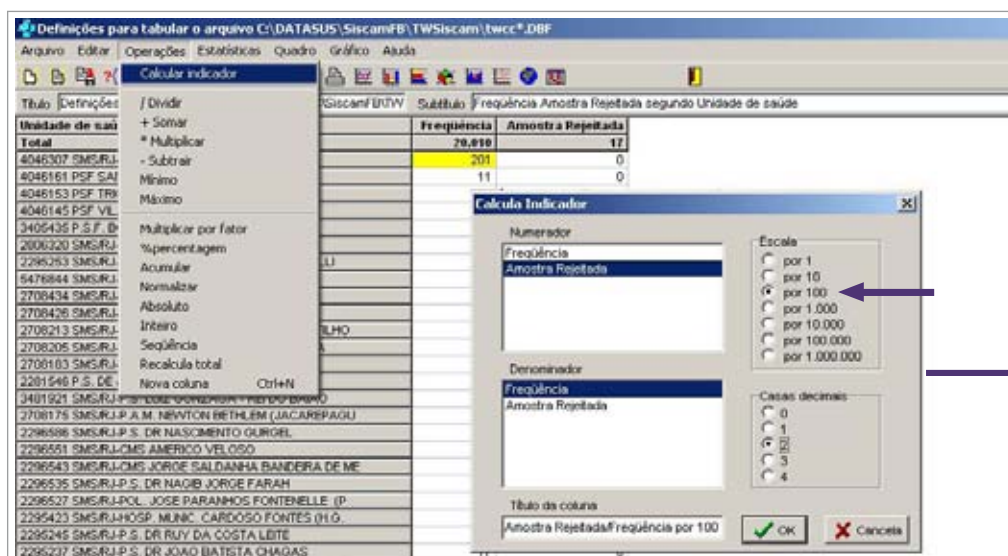 Definições para tabular o arquivo C:\DATASUS\SiscamFB\TWSiscam\twcc*.DBF
Arquivo Editar Operações Estatísticas Quadro Gráfico Ajuda
Calcular indicador
/ Dividir
+ Somar
* Multiplicar
- Subtrair
Mínimo
Máximo
Multiplicar por fator
%percentagem
Acumular
Normalizar
Absoluto
Inteiro
Seqüência
Recalcula total
Nova coluna Ctrl+N
Título Definições
Subtítulo Freqüência Amostra Rejeitada segundo Unidade de saúde
Unidade de saú Freqüência Amostra Rejeitada
Total 20.010 17
4046307 SMS/RJ- 201 0
4046161 PSF SAI 11 0
4046153 PSF
4046145 PSF VIL
3405435 P.S.F.
2806320 SMS/RJ-
2295253 SMS/RJ-
5476844 SMS/RJ-
2708434 SMS/RJ-
2708426 SMS/RJ-
2708213 SMS/RJ- ILHO
2708205 SMS/RJ-
2708183 SMS/RJ-
2281546 P.S. DE
3481921 SMS/RJ-P.S. LUIZ GONZAGA
2708175 SMS/RJ-P.A.M. NEWTON BETHLEM (JACAREPAGU
2296586 SMS/RJ-P.S. DR NASCIMENTO GURGEL
2296551 SMS/RJ-CMS AMERICO VELOSO
2296543 SMS/RJ-CMS JORGE SALDANHA BANDEIRA DE ME
2296535 SMS/RJ-P.S. DR NAGIB JORGE FARAH
2296527 SMS/RJ-POL. JOSE PARANHOS FONTENELLE (P
2295423 SMS/RJ-HOSP. MUNIC. CARDOSO FONTES (H.G.
2295245 SMS/RJ-P.S. DR RUY DA COSTA LEITE
2295237 SMS/RJ-P.S. DR JOAO BATISTA CHAGAS
Calcula Indicador
Numerador
Freqüência
Amostra Rejeitada
Denominador
Freqüência
Amostra Rejeitada
Título da coluna
Amostra Rejeitada/Freqüência por 100
Escala
por 1
por 10
por 100
por 1.000
por 10.000
por 100.000
por 1.000.000
Casas decimais
0
1
2
3
4
OK
Cancela